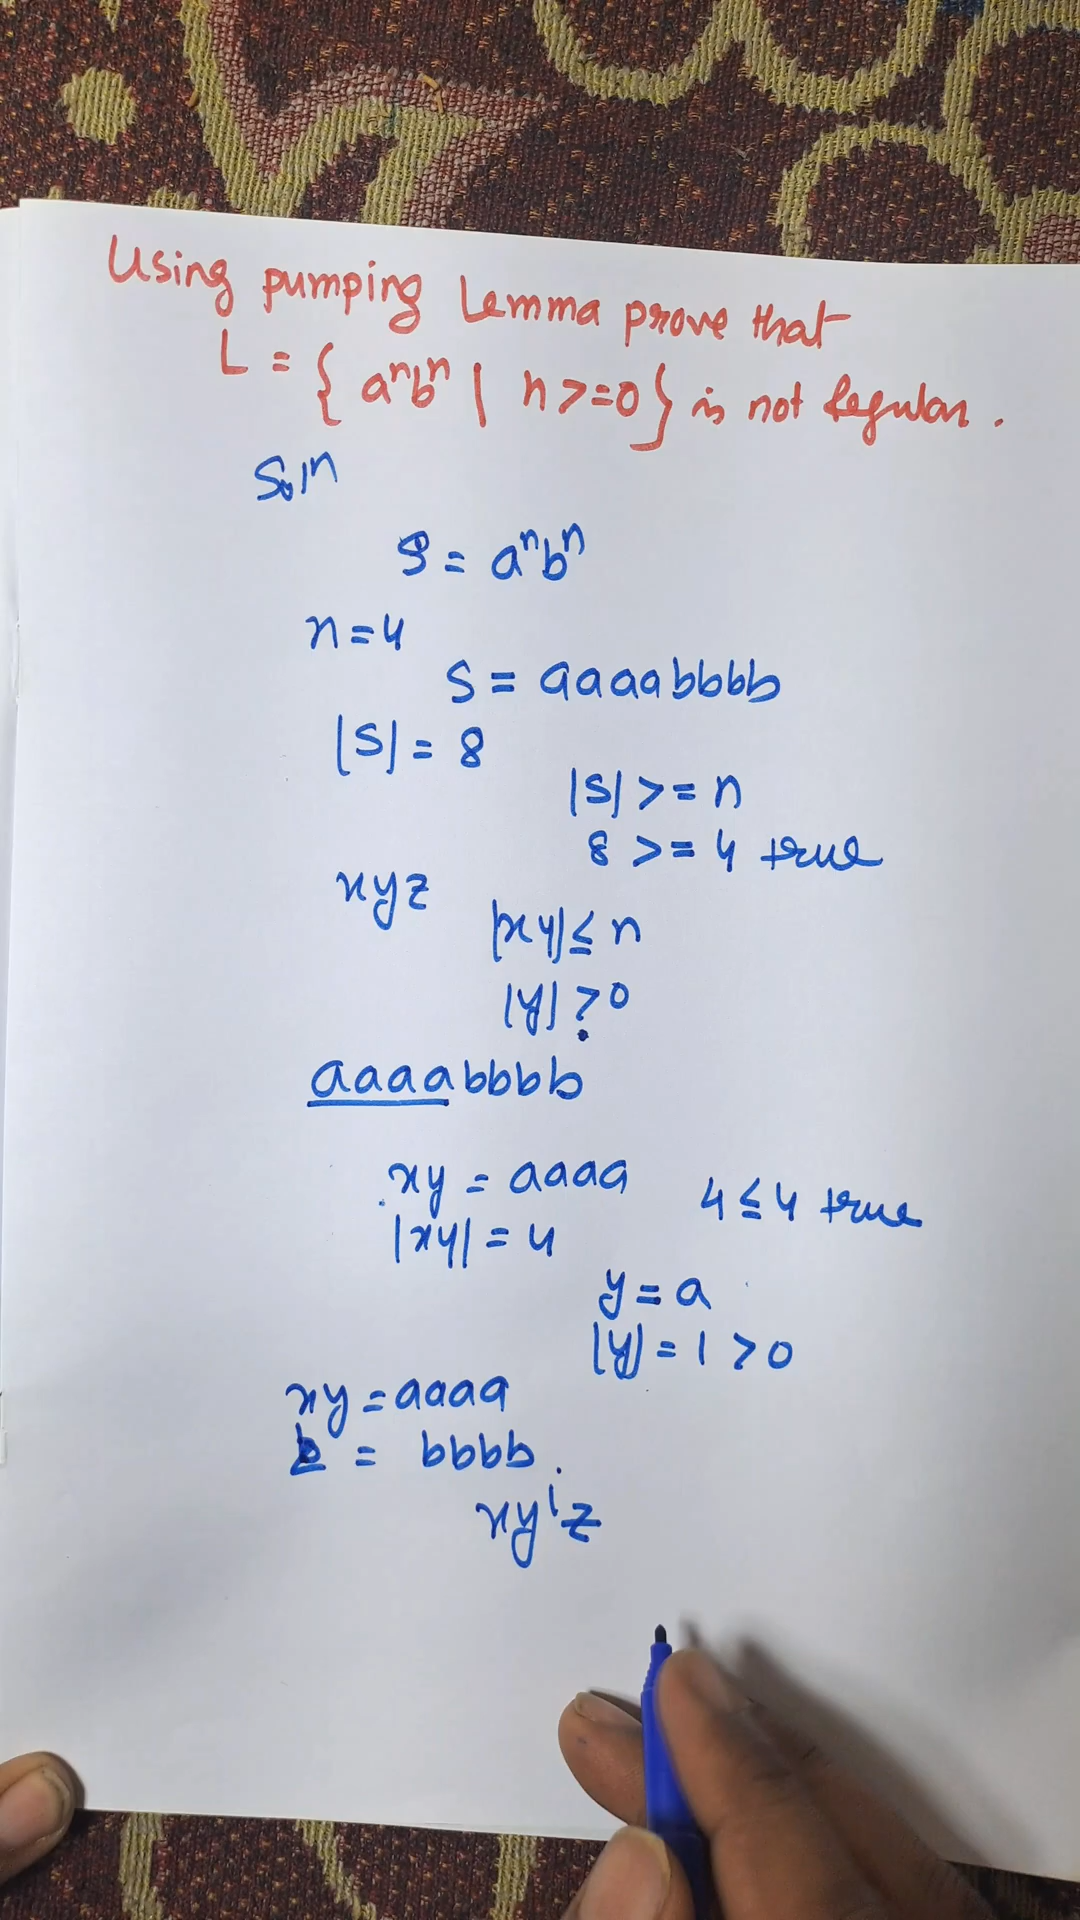 Using pumping Lemma prove that
L = { aⁿbⁿ | n >= 0 } is not Regular.
Solⁿ
S = aⁿbⁿ
n = 4
S = aaaabbbb
|S| = 8
|S| >= n
8 >= 4 true
xyz
|xy| ≤ n
|y| > 0
aaaabbbb
xy = aaaa
4 ≤ 4 true
|xy| = 4
y = a
|y| = 1 > 0
xy = aaaa
z = bbbb
xyⁱz